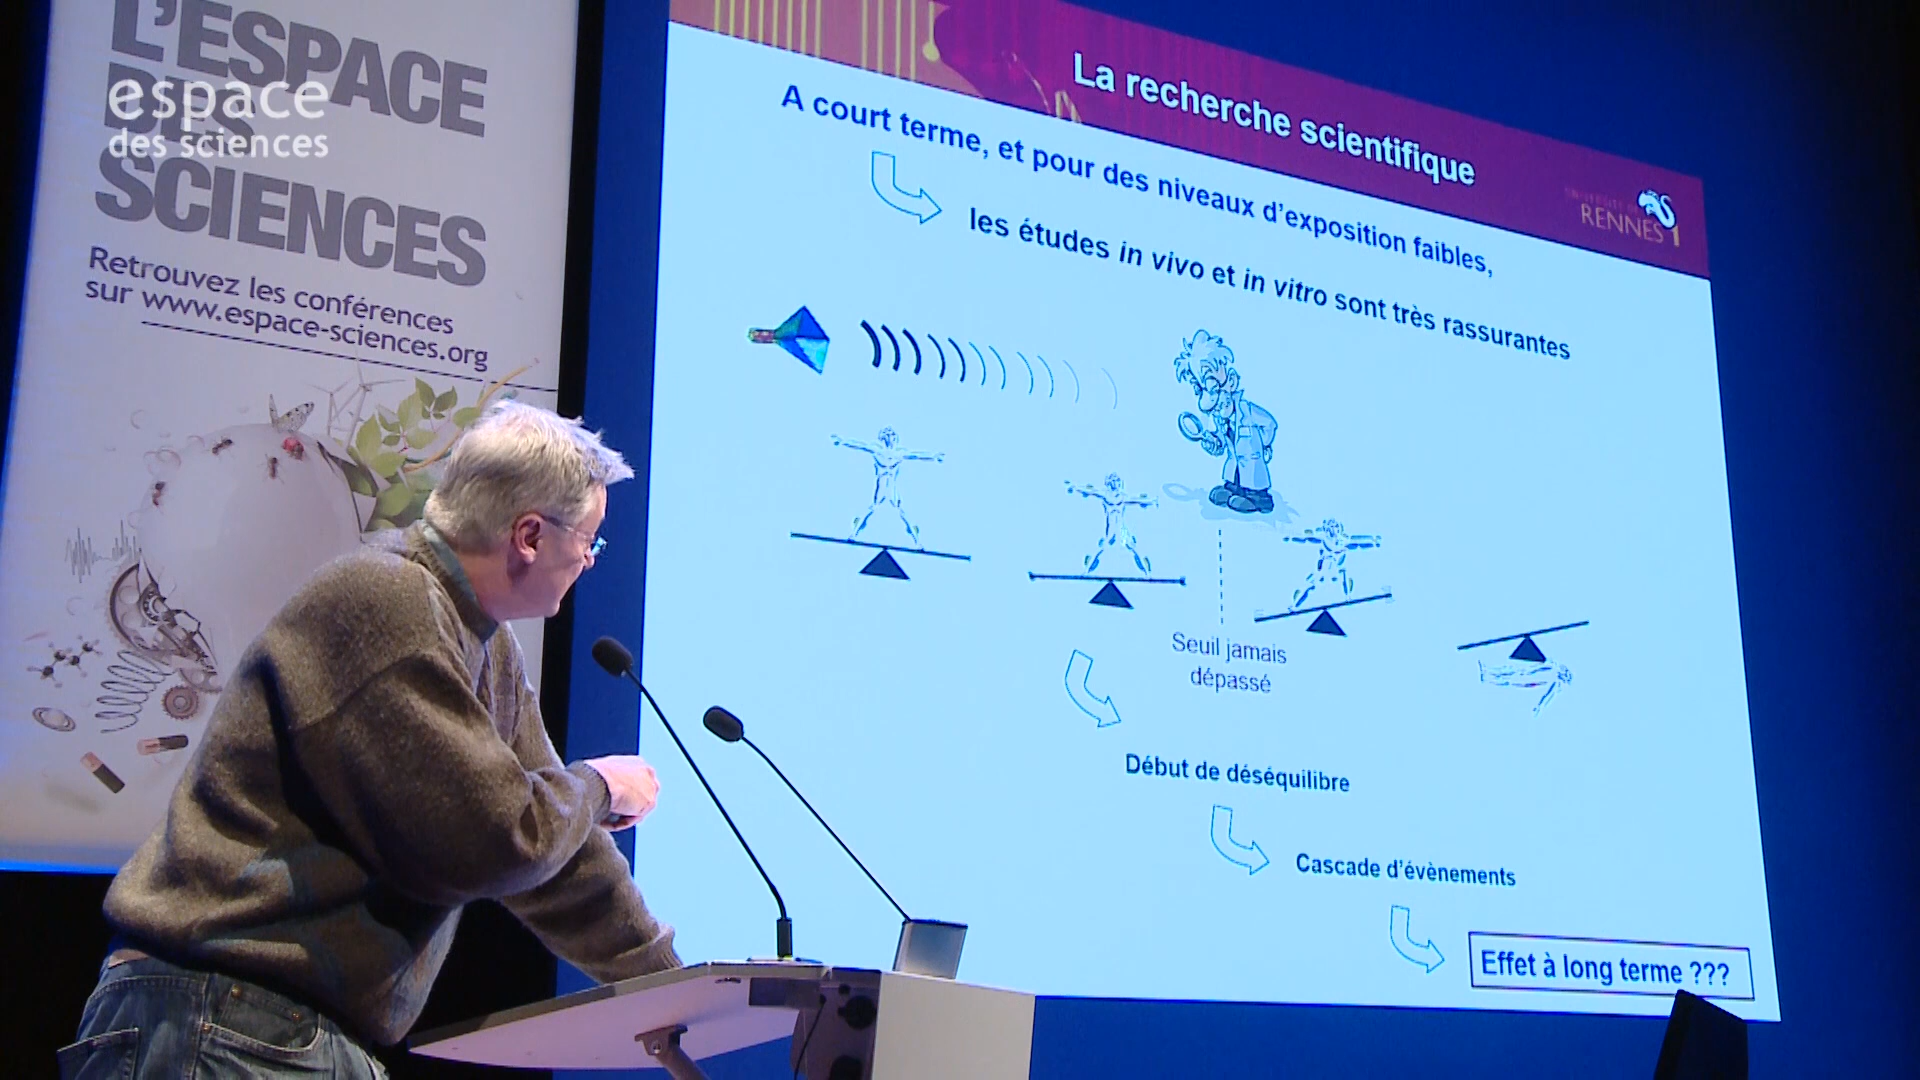 L'ESPACE
DES
SCIENCES
espace
des sciences
Retrouvez les conférences
sur www.espace-sciences.org
La recherche scientifique
UNIVERSITÉ DE
RENNES 1
A court terme, et pour des niveaux d'exposition faibles,
les études in vivo et in vitro sont très rassurantes
Seuil jamais
dépassé
Début de déséquilibre
Cascade d'évènements
Effet à long terme ???